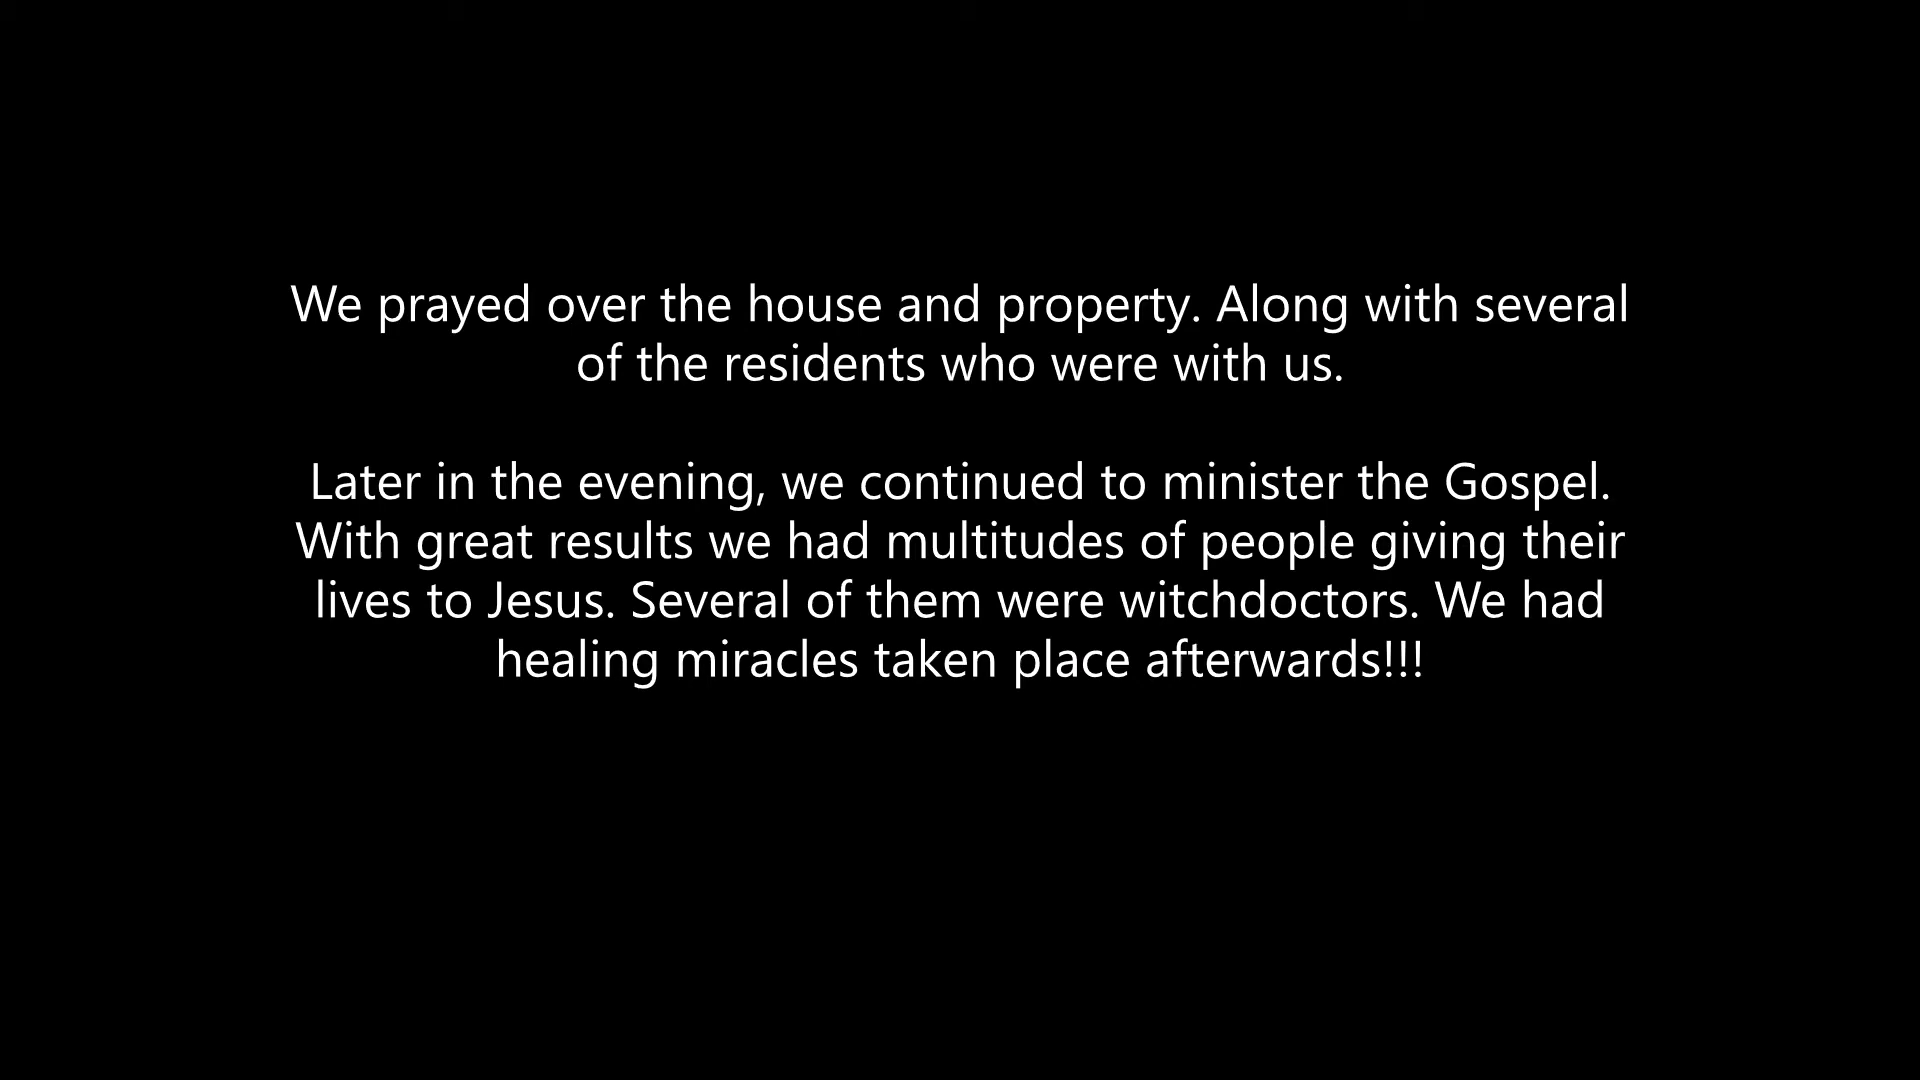 We prayed over the house and property. Along with several
of the residents who were with us.
Later in the evening, we continued to minister the Gospel.
With great results we had multitudes of people giving their
lives to Jesus. Several of them were witchdoctors. We had
healing miracles taken place afterwards!!!